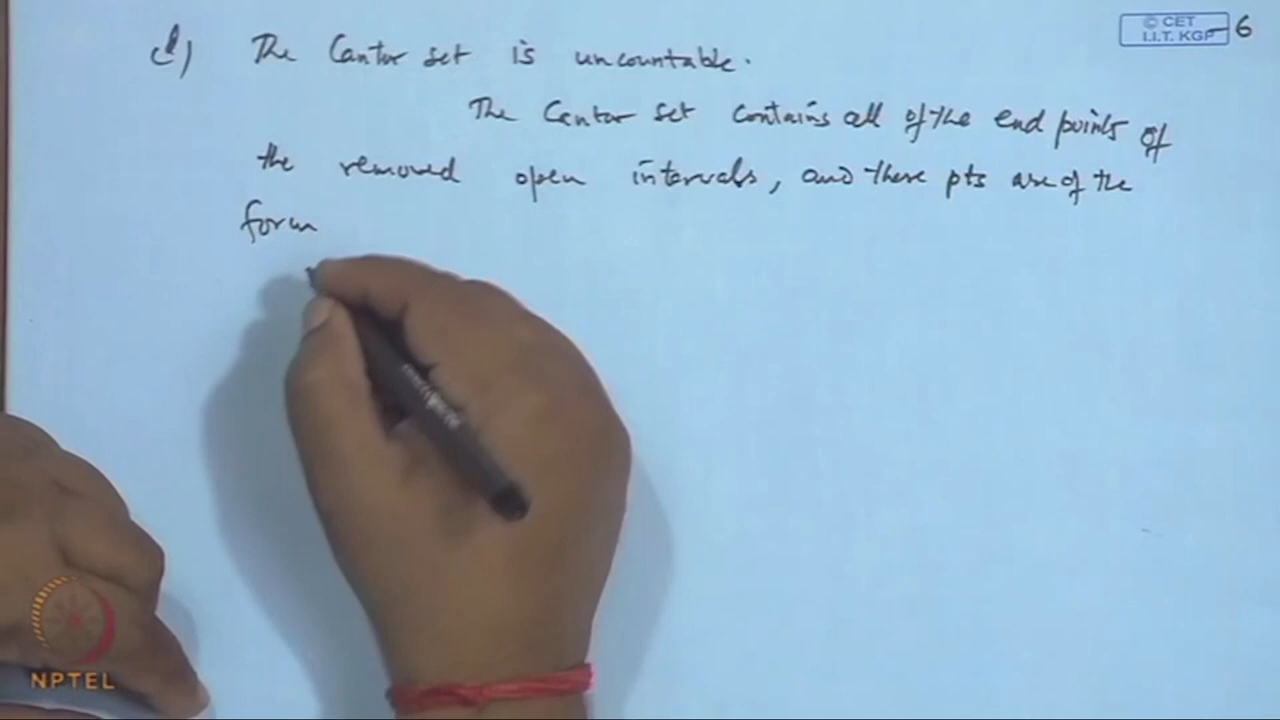 © CET
I.I.T. KGP
6
d) The Cantor set is uncountable.
The Cantor set contains all of the end points of
the removed open intervals, and these pts are of the
form
NPTEL